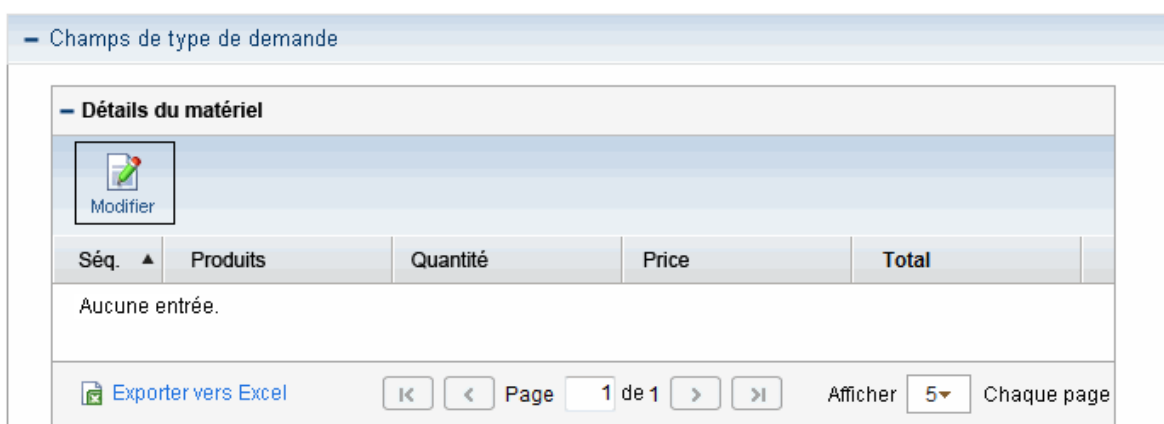 Champs de type de demande
Détails du matériel
Modifier
Séq. Produits Quantité Price Total
Aucune entrée.
Exporter vers Excel Page 1 de 1 Afficher 5 Chaque page